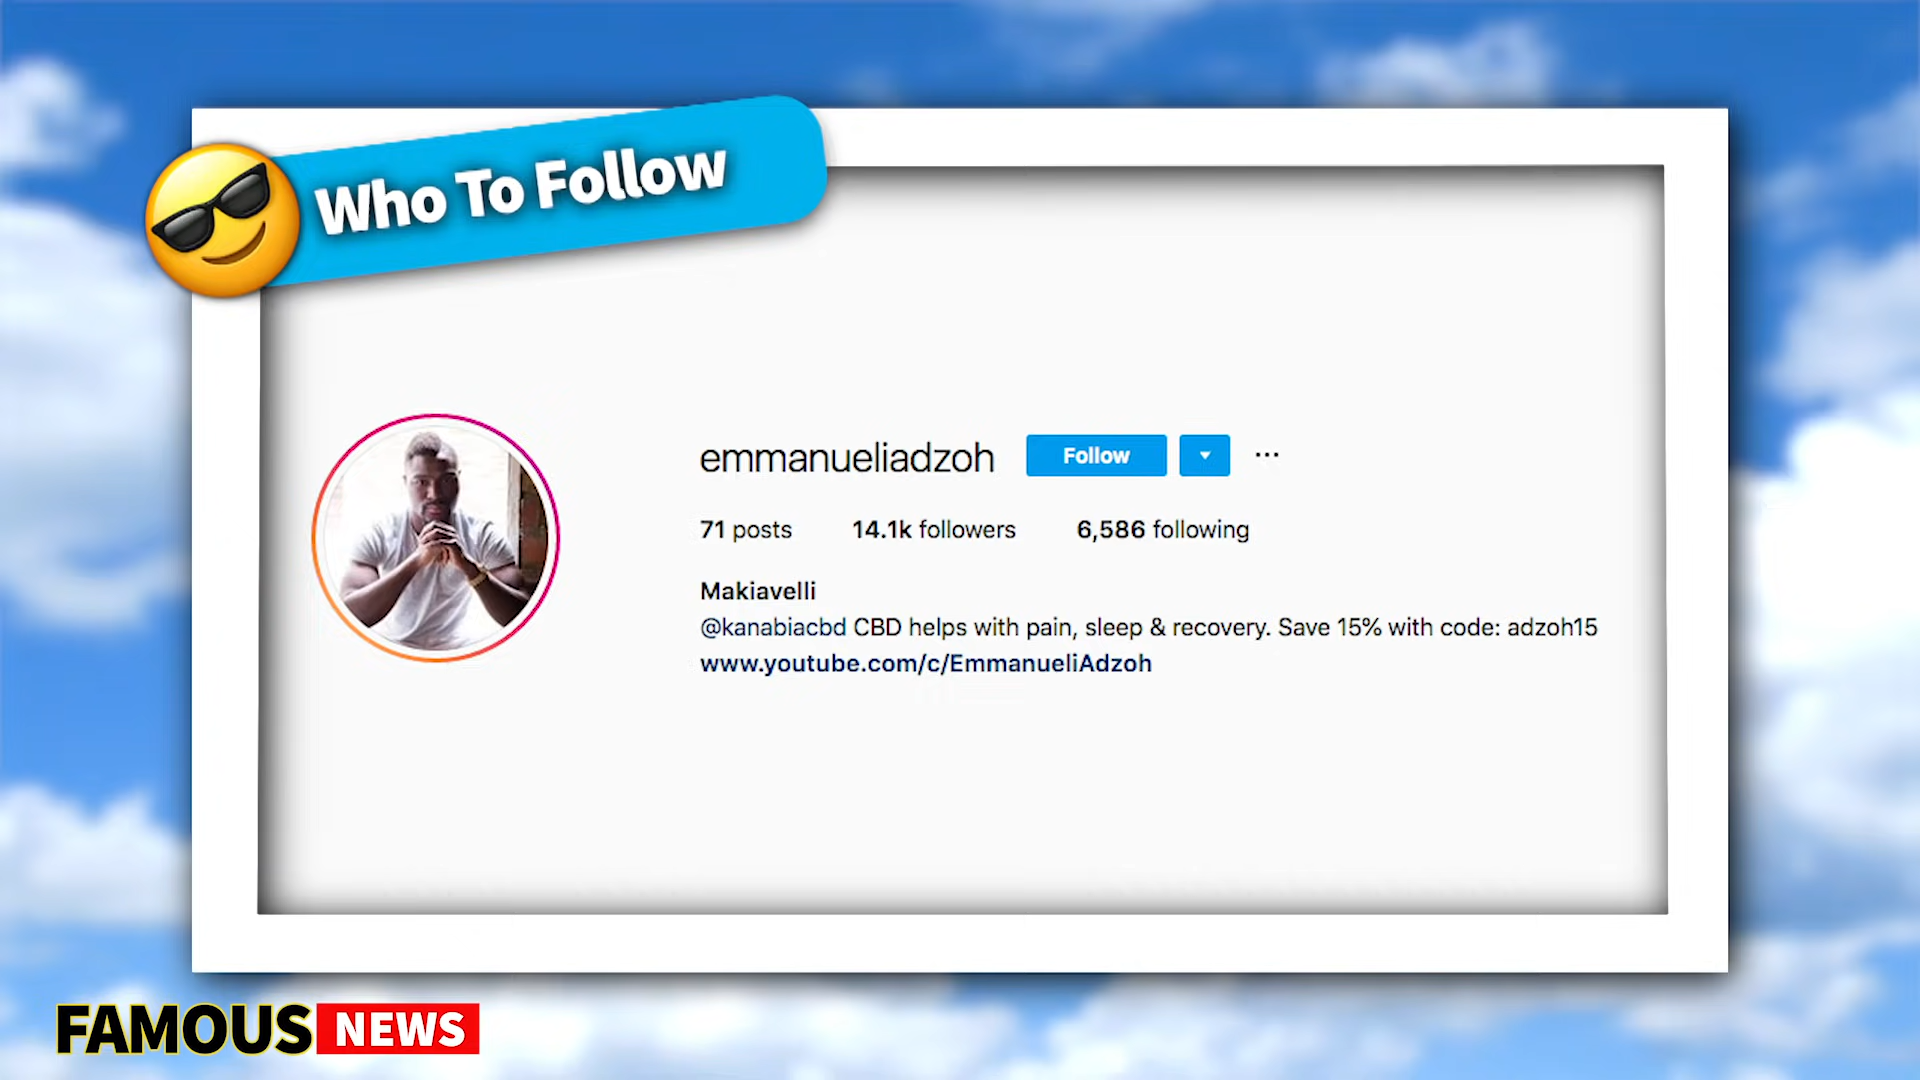 Who To Follow
emmanueliadzoh Follow ...
71 posts 14.1k followers 6,586 following
Makiavelli
@kanabiacbd CBD helps with pain, sleep & recovery. Save 15% with code: adzoh15
www.youtube.com/c/EmmanueliAdzoh
FAMOUS NEWS